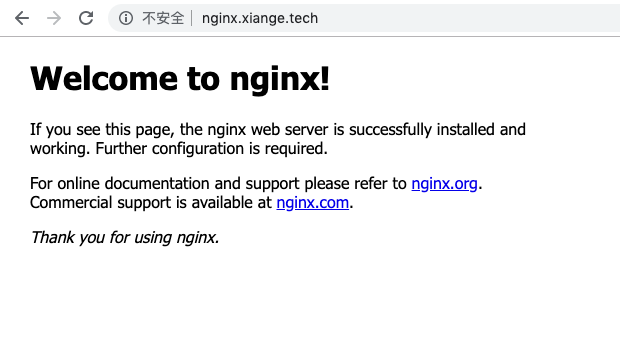 不安全 nginx.xiange.tech
Welcome to nginx!
If you see this page, the nginx web server is successfully installed and
working. Further configuration is required.
For online documentation and support please refer to nginx.org.
Commercial support is available at nginx.com.
Thank you for using nginx.